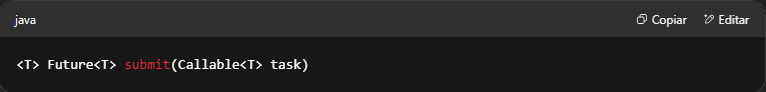 java
Copiar
Editar
<T> Future<T> submit(Callable<T> task)